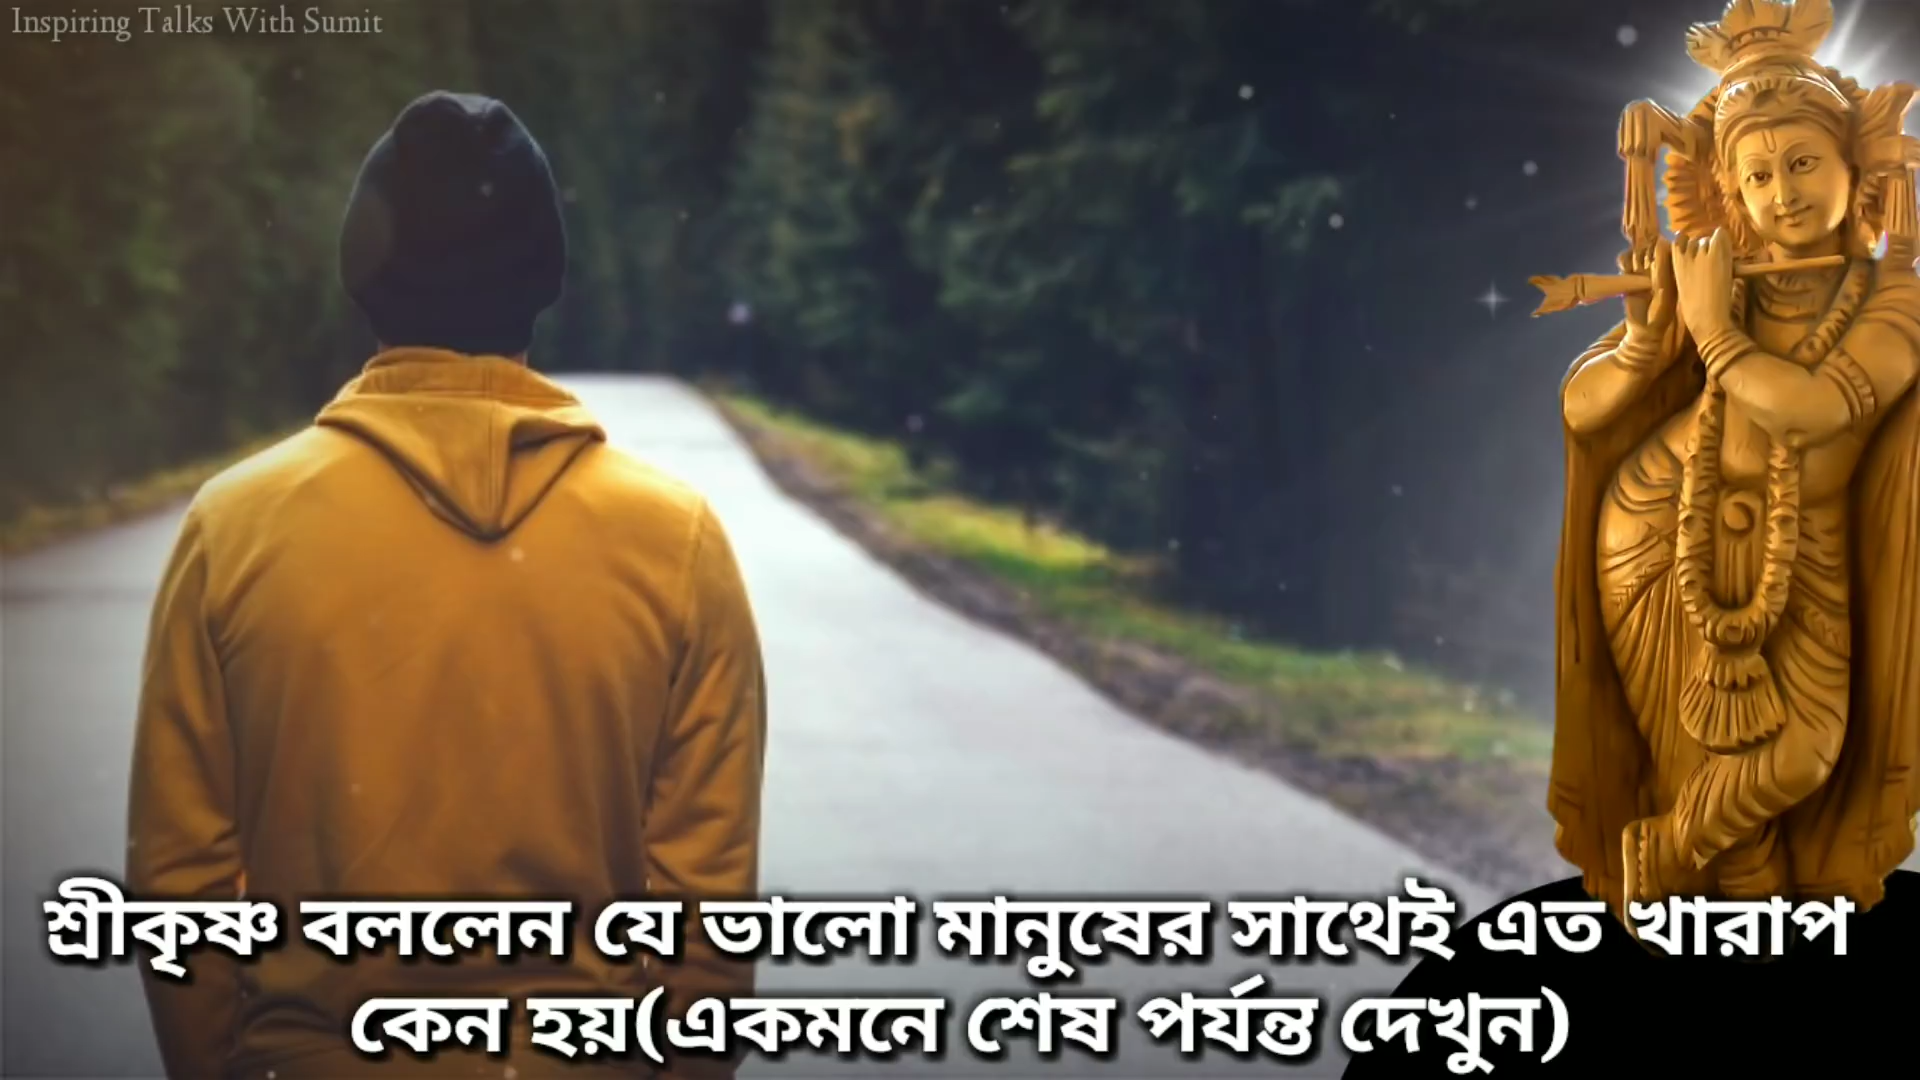 Inspiring Talks With Sumit
শ্রীকৃষ্ণ বললেন যে ভালো মানুষের সাথেই এত খারাপ
কেন হয়(একমনে শেষ পর্যন্ত দেখুন)